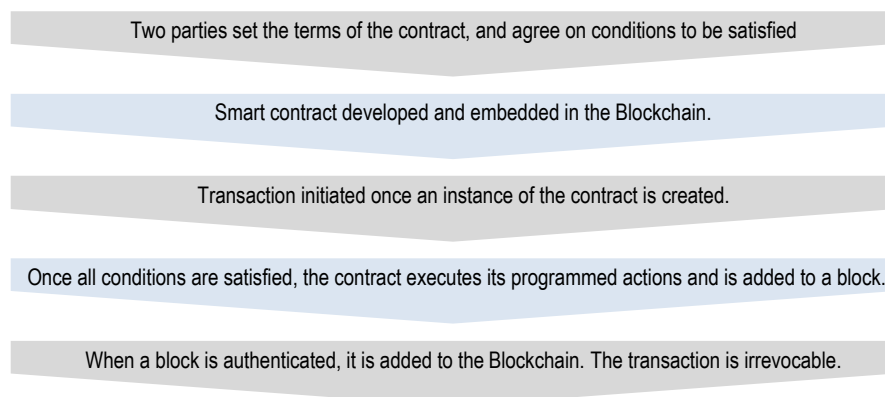 Two parties set the terms of the contract, and agree on conditions to be satisfied
Smart contract developed and embedded in the Blockchain.
Transaction initiated once an instance of the contract is created.
Once all conditions are satisfied, the contract executes its programmed actions and is added to a block.
When a block is authenticated, it is added to the Blockchain. The transaction is irrevocable.